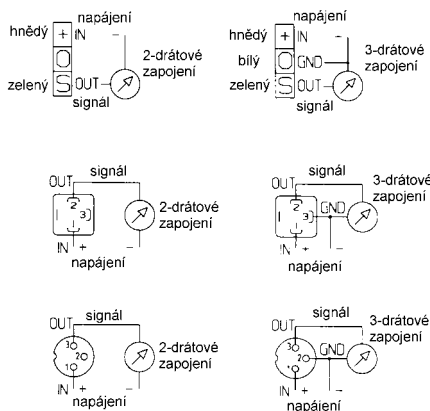 napájení
hnědý + IN –
O
zelený S OUT
signál
2-drátové
zapojení
napájení
hnědý + IN –
bílý O GND
zelený S OUT
signál
3-drátové
zapojení
signál
OUT
2
1 3
IN + –
napájení
2-drátové
zapojení
signál
OUT
2 GND
1 3
IN + –
napájení
3-drátové
zapojení
signál
OUT
3
2
1
IN + –
napájení
2-drátové
zapojení
signál
OUT
3 GND
2
1
IN + –
napájení
3-drátové
zapojení